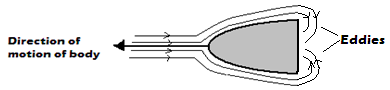 Direction of
motion of body
Eddies